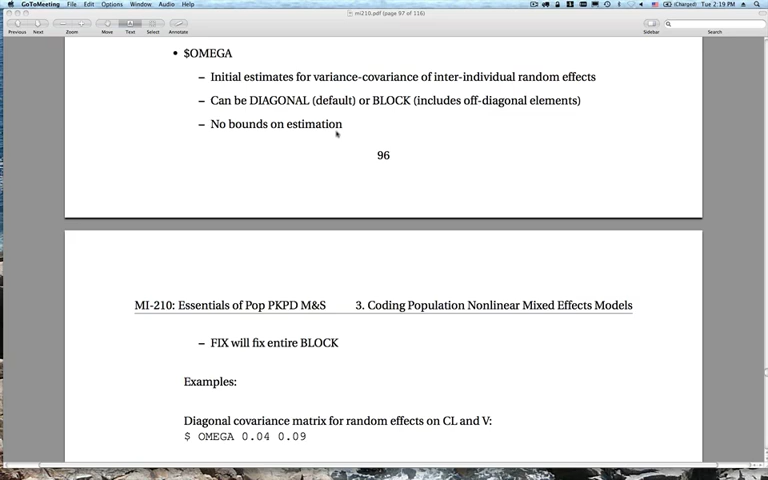 GoToMeeting File Edit View Window Audio Help (Charged) Tue 2:19 PM
mi210.pdf (page 97 of 116)
Previous Next Zoom Move Text Select Annotate Sidebar Search
• $OMEGA
– Initial estimates for variance-covariance of inter-individual random effects
– Can be DIAGONAL (default) or BLOCK (includes off-diagonal elements)
– No bounds on estimation
96
MI-210: Essentials of Pop PKPD M&S 3. Coding Population Nonlinear Mixed Effects Models
– FIX will fix entire BLOCK
Examples:
Diagonal covariance matrix for random effects on CL and V:
$ OMEGA 0.04 0.09